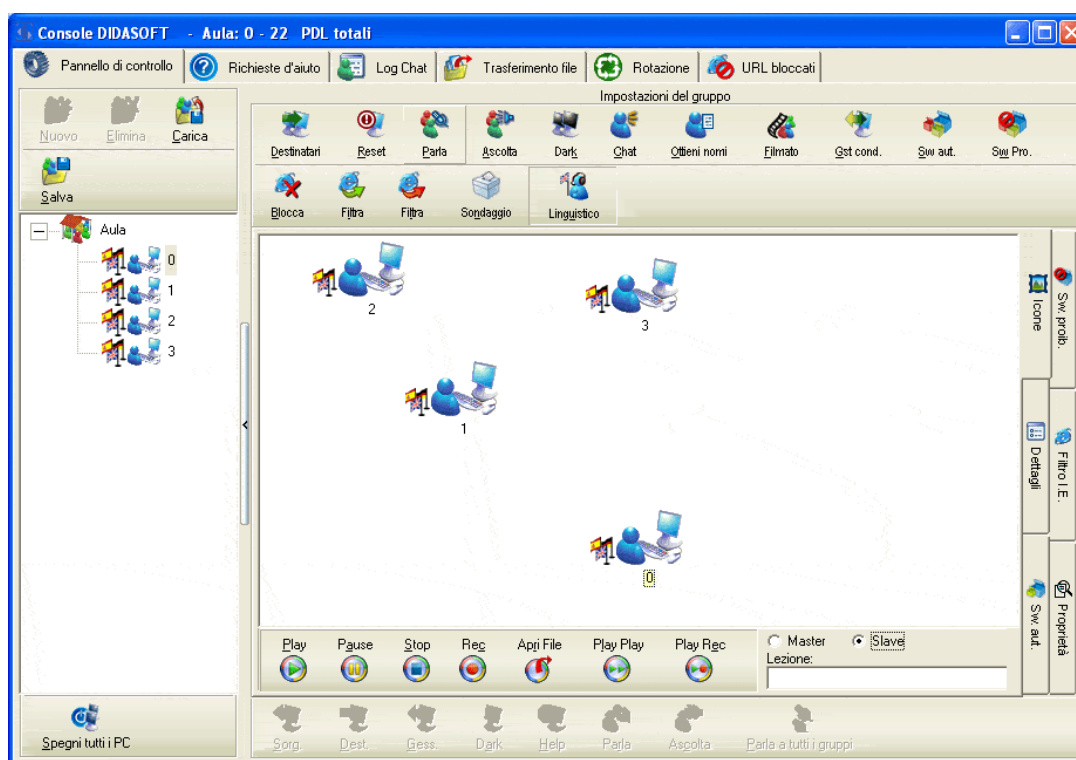 Console DIDASOFT - Aula: 0 - 22 PDL totali
Pannello di controllo Richieste d'aiuto Log Chat Trasferimento file Rotazione URL bloccati
Nuovo Elimina Carica
Salva
Impostazioni del gruppo
Destinatari Reset Parla Ascolta Dark Chat Ottieni nomi Filmato Gst cond. Sw aut. Sw Pro.
Blocca Filtra Filtra Sondaggio Linguistico
Aula
0
1
2
3
2
3
1
0
Icone
Dettagli
Sw. aut.
Sw. proib.
Filtro I.E.
Proprietà
Play Pause Stop Rec Apri File Play Play Play Rec
Master Slave
Lezione:
Spegni tutti i PC
Sorg. Dest. Gess. Dark Help Parla Ascolta Parla a tutti i gruppi